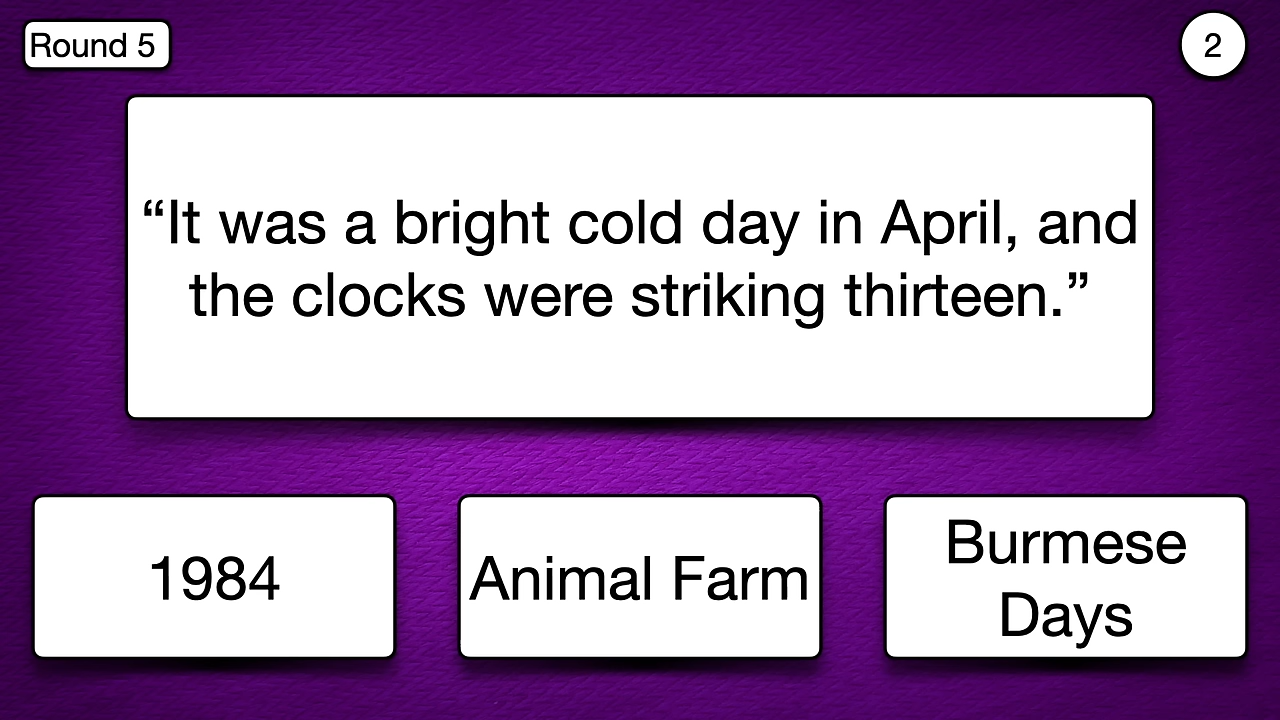 Round 5
2
“It was a bright cold day in April, and
the clocks were striking thirteen.”
1984
Animal Farm
Burmese
Days